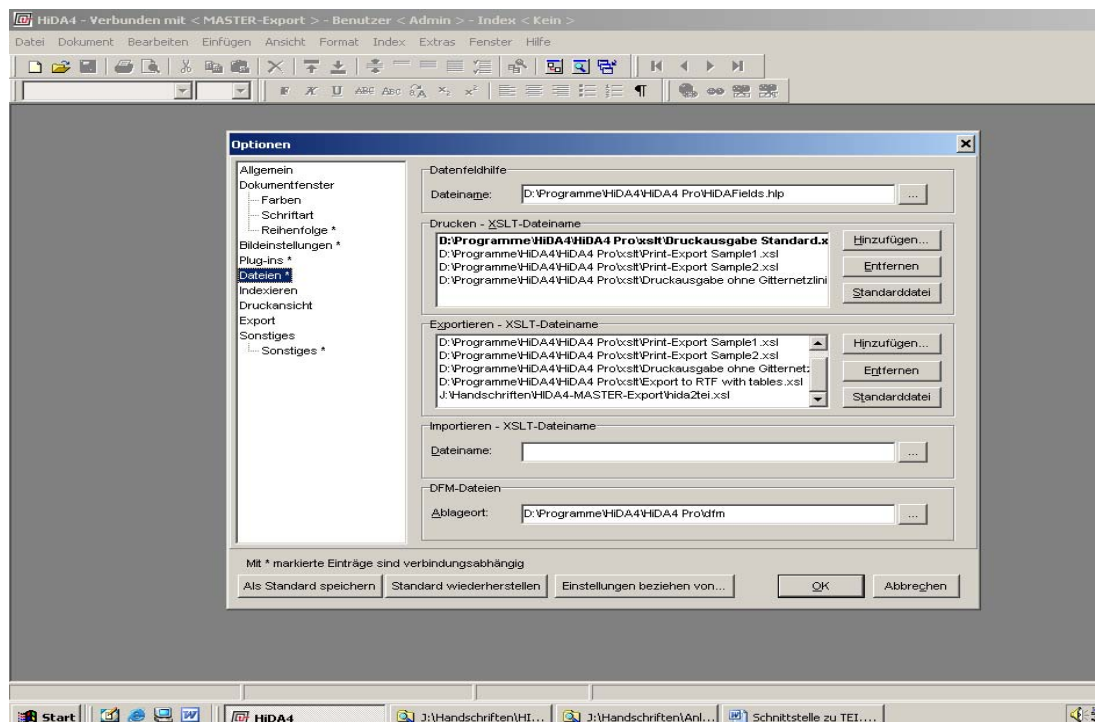 HiDA4 - Verbunden mit < MASTER-Export > - Benutzer < Admin > - Index < Kein >
Datei Dokument Bearbeiten Einfügen Ansicht Format Index Extras Fenster Hilfe
F K U ABC ABC
Optionen
Allgemein
Dokumentfenster
Farben
Schriftart
Reihenfolge *
Bildeinstellungen *
Plug-ins *
Dateien *
Indexieren
Druckansicht
Export
Sonstiges
Sonstiges *
Datenfeldhilfe
Dateiname: D:\Programme\HiDA4\HiDA4 Pro\HiDAFields.hlp ...
Drucken - XSLT-Dateiname
D:\Programme\HiDA4\HiDA4 Pro\xslt\Druckausgabe Standard.x
D:\Programme\HiDA4\HiDA4 Pro\xslt\Print-Export Sample1.xsl
D:\Programme\HiDA4\HiDA4 Pro\xslt\Print-Export Sample2.xsl
D:\Programme\HiDA4\HiDA4 Pro\xslt\Druckausgabe ohne Gitternetzlini
Hinzufügen...
Entfernen
Standarddatei
Exportieren - XSLT-Dateiname
D:\Programme\HiDA4\HiDA4 Pro\xslt\Print-Export Sample1.xsl
D:\Programme\HiDA4\HiDA4 Pro\xslt\Print-Export Sample2.xsl
D:\Programme\HiDA4\HiDA4 Pro\xslt\Druckausgabe ohne Gitternetz
D:\Programme\HiDA4\HiDA4 Pro\xslt\Export to RTF with tables.xsl
J:\Handschriften\HIDA4-MASTER-Export\hida2tei.xsl
Hinzufügen...
Entfernen
Standarddatei
Importieren - XSLT-Dateiname
Dateiname: ...
DFM-Dateien
Ablageort: D:\Programme\HiDA4\HiDA4 Pro\dfm ...
Mit * markierte Einträge sind verbindungsabhängig
Als Standard speichern Standard wiederherstellen Einstellungen beziehen von... OK Abbrechen
Start HiDA4 J:\Handschriften\HI... J:\Handschriften\Anl... Schnittstelle zu TEI....